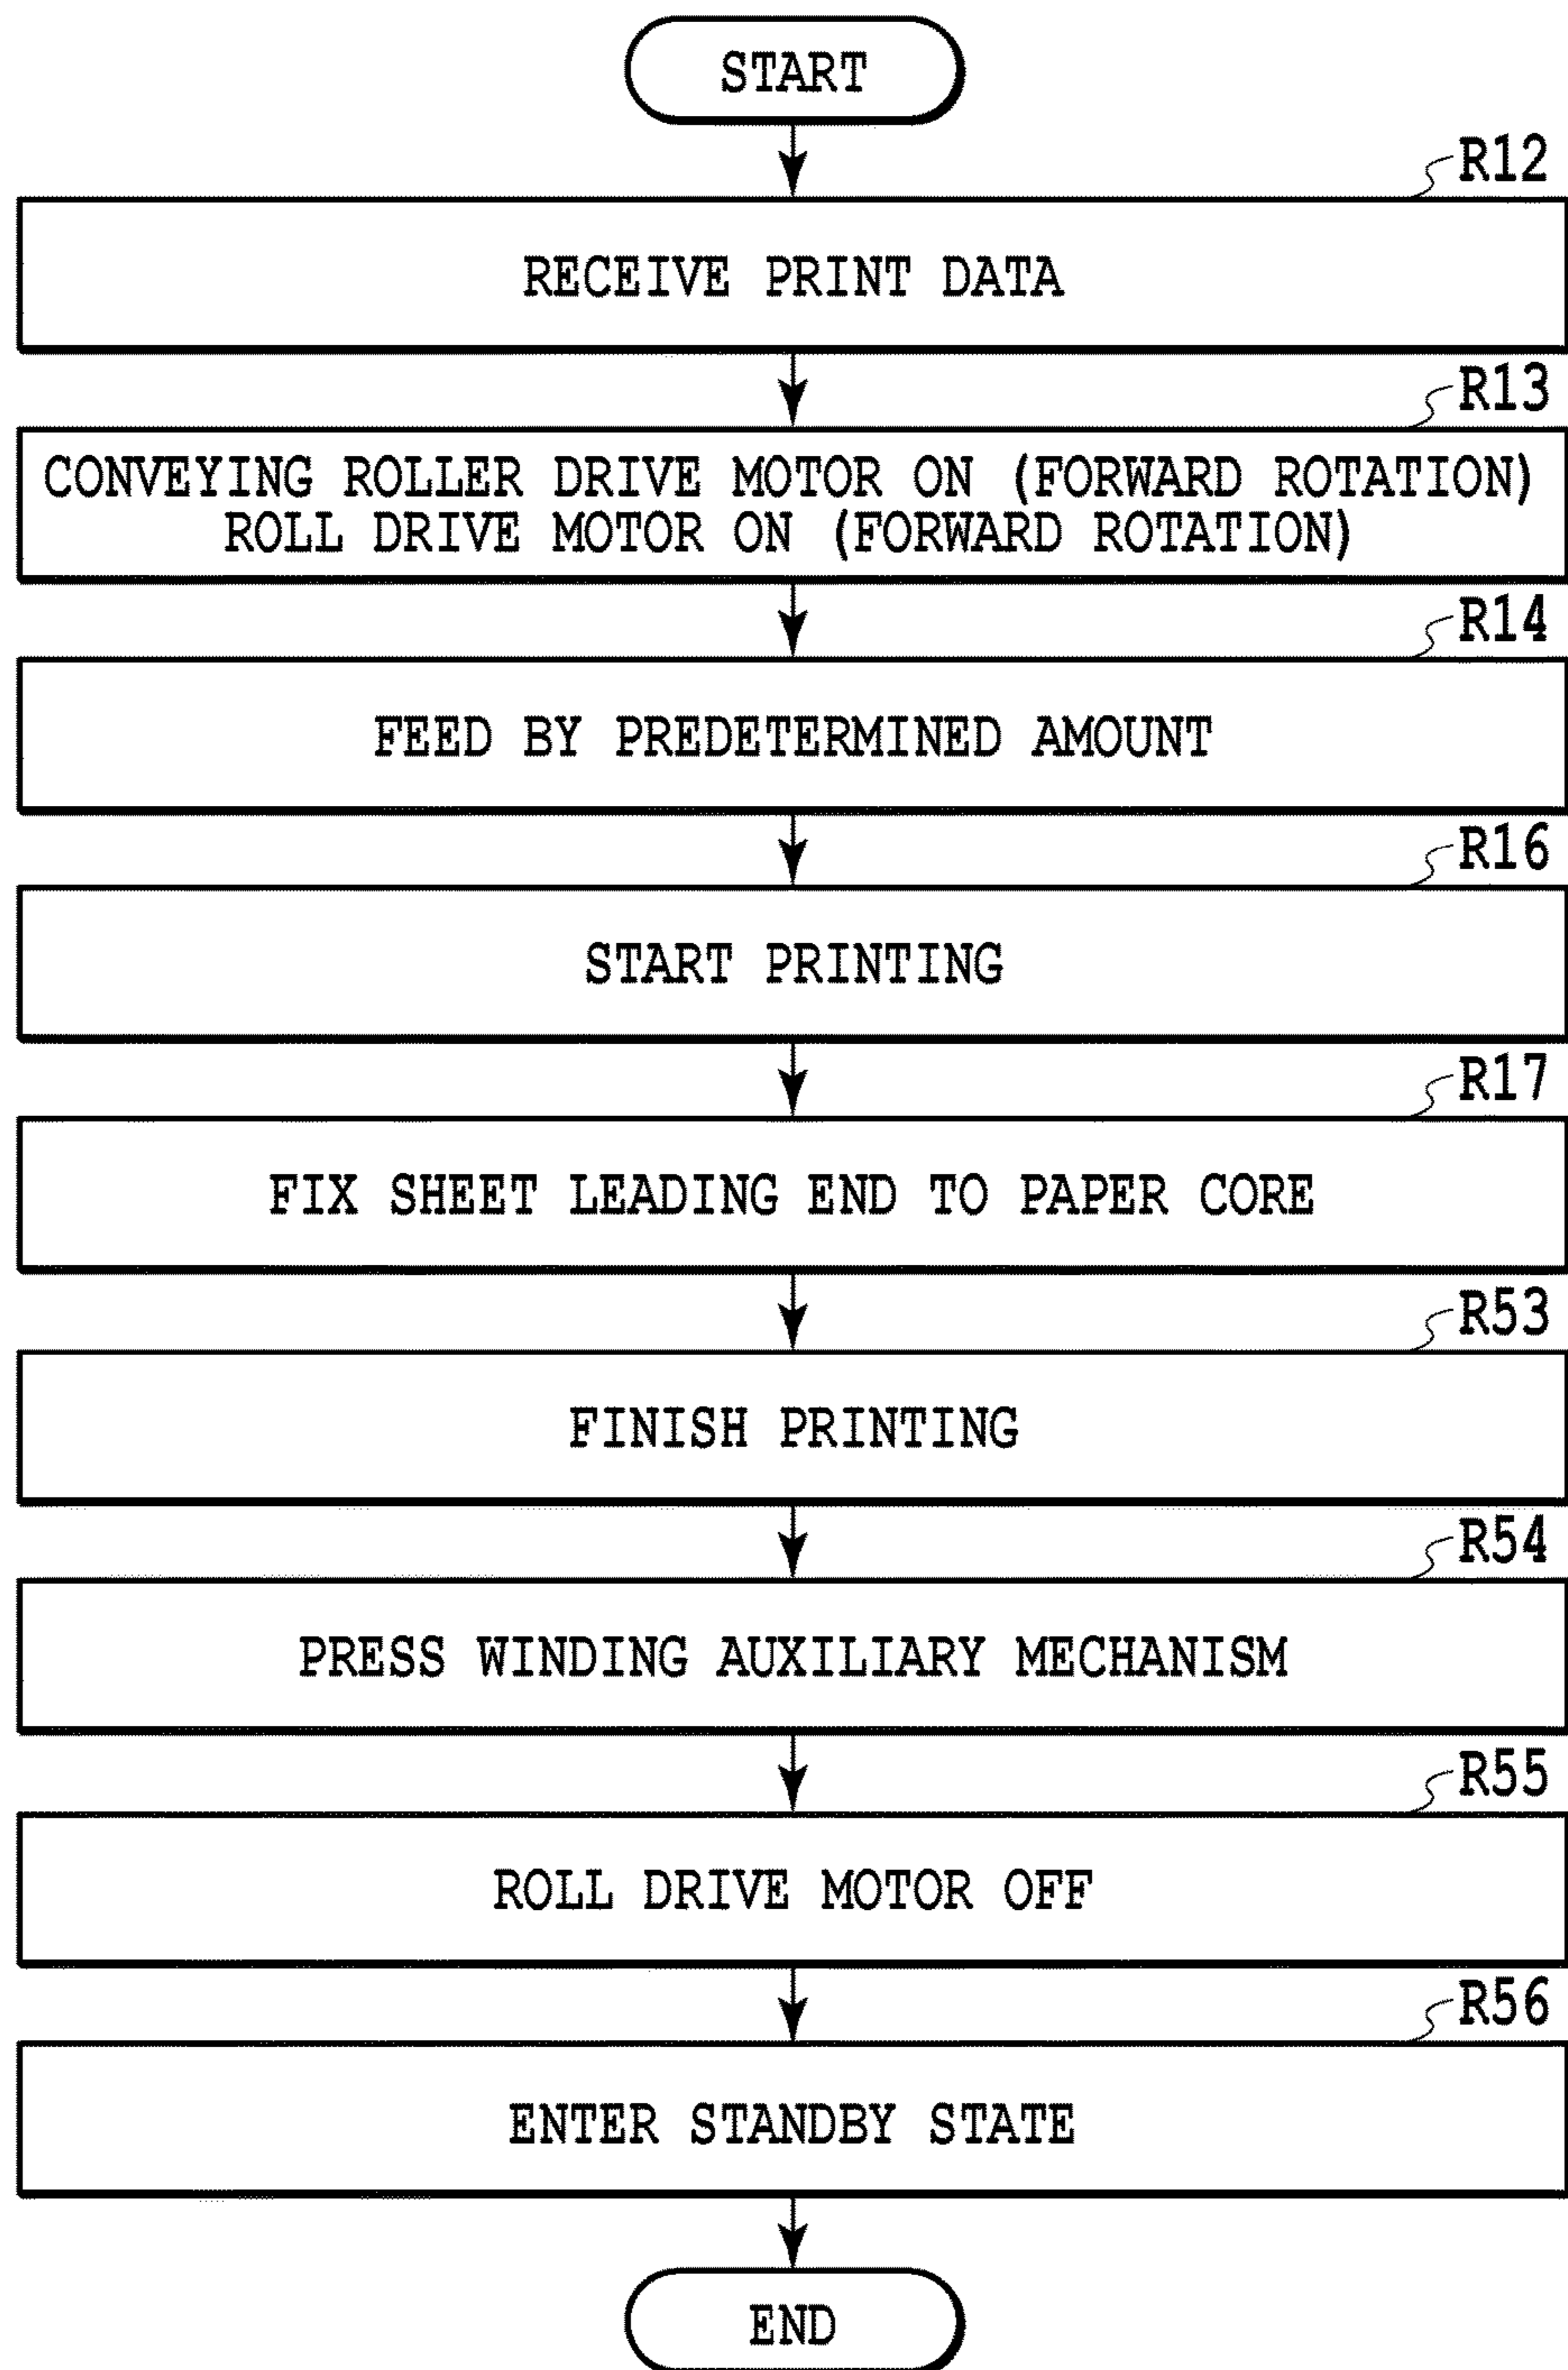 START
R12
RECEIVE PRINT DATA
R13
CONVEYING ROLLER DRIVE MOTOR ON (FORWARD ROTATION)
ROLL DRIVE MOTOR ON (FORWARD ROTATION)
R14
FEED BY PREDETERMINED AMOUNT
R16
START PRINTING
R17
FIX SHEET LEADING END TO PAPER CORE
R53
FINISH PRINTING
R54
PRESS WINDING AUXILIARY MECHANISM
R55
ROLL DRIVE MOTOR OFF
R56
ENTER STANDBY STATE
END